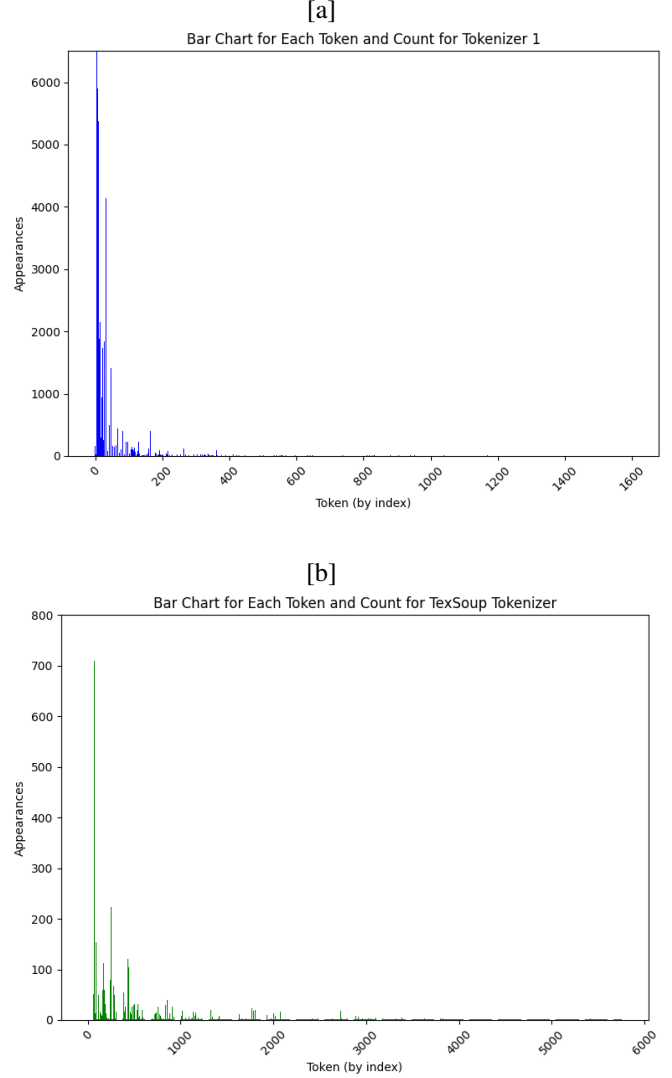 [a]
Bar Chart for Each Token and Count for Tokenizer 1
6000
5000
4000
3000
2000
1000
0
Appearances
0 200 400 600 800 1000 1200 1400 1600
Token (by index)
[b]
Bar Chart for Each Token and Count for TexSoup Tokenizer
800
700
600
500
400
300
200
100
0
Appearances
0 1000 2000 3000 4000 5000 6000
Token (by index)